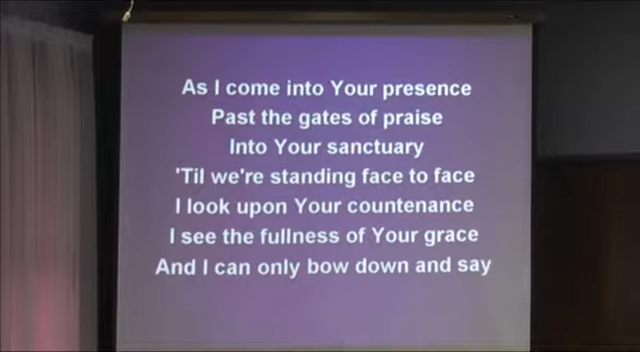 As I come into Your presence
Past the gates of praise
Into Your sanctuary
'Til we're standing face to face
I look upon Your countenance
I see the fullness of Your grace
And I can only bow down and say